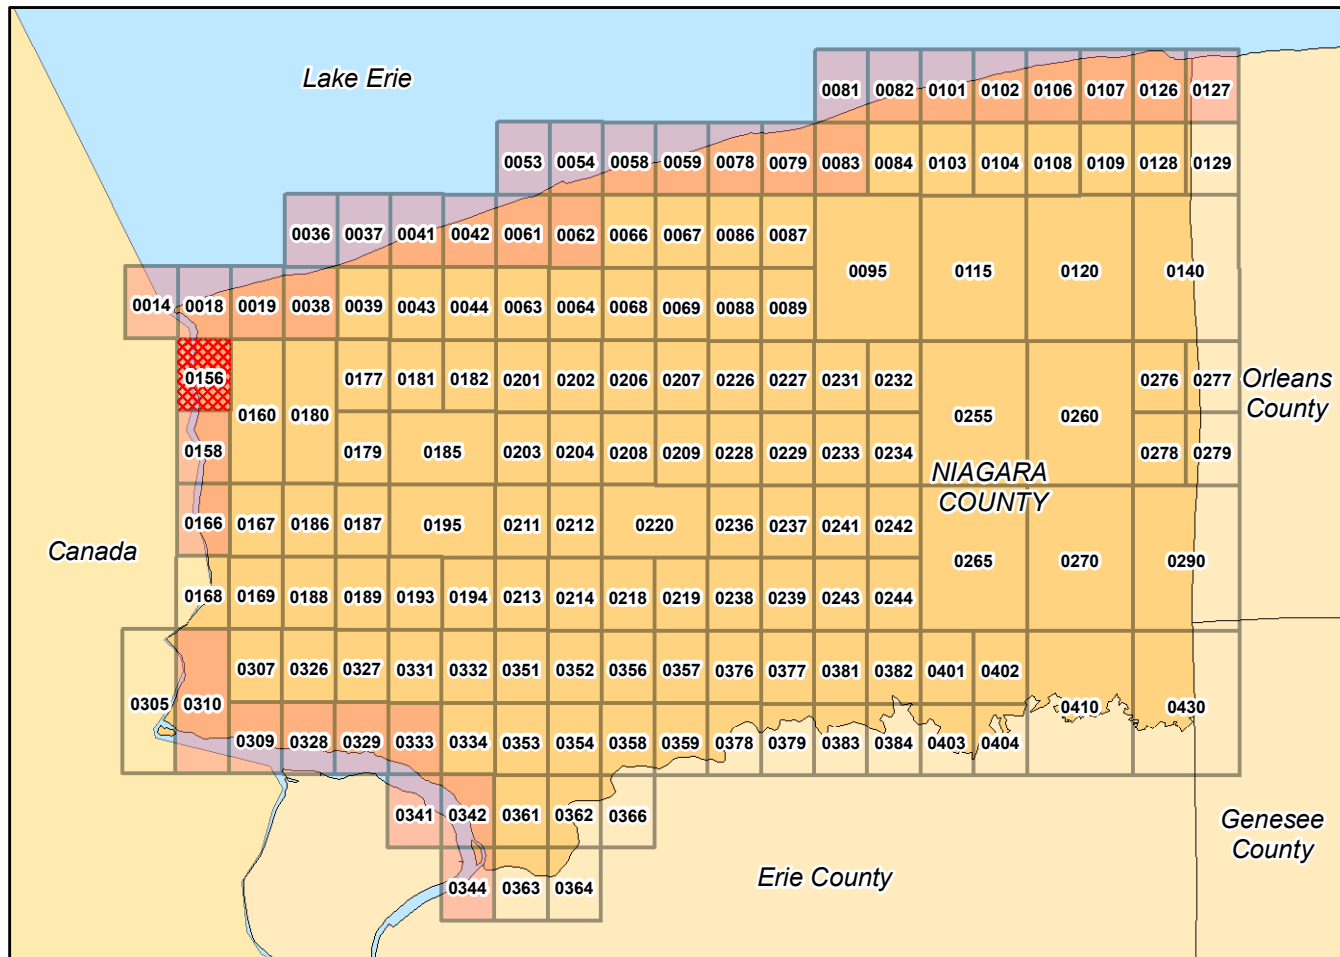 Lake Erie
0081 0082 0101 0102 0106 0107 0126 0127
0053 0054 0058 0059 0078 0079 0083 0084 0103 0104 0108 0109 0128 0129
0036 0037 0041 0042 0061 0062 0066 0067 0086 0087
0095 0115 0120 0140
0014 0018 0019 0038 0039 0043 0044 0063 0064 0068 0069 0088 0089
0156 0177 0181 0182 0201 0202 0206 0207 0226 0227 0231 0232 0276 0277 Orleans
County
0160 0180 0255 0260
0158 0179 0185 0203 0204 0208 0209 0228 0229 0233 0234 0278 0279
NIAGARA
COUNTY
0166 0167 0186 0187 0195 0211 0212 0220 0236 0237 0241 0242
Canada
0265 0270 0290
0168 0169 0188 0189 0193 0194 0213 0214 0218 0219 0238 0239 0243 0244
0307 0326 0327 0331 0332 0351 0352 0356 0357 0376 0377 0381 0382 0401 0402
0305 0310 0410 0430
0309 0328 0329 0333 0334 0353 0354 0358 0359 0378 0379 0383 0384 0403 0404
0341 0342 0361 0362 0366
Genesee
County
0344 0363 0364
Erie County